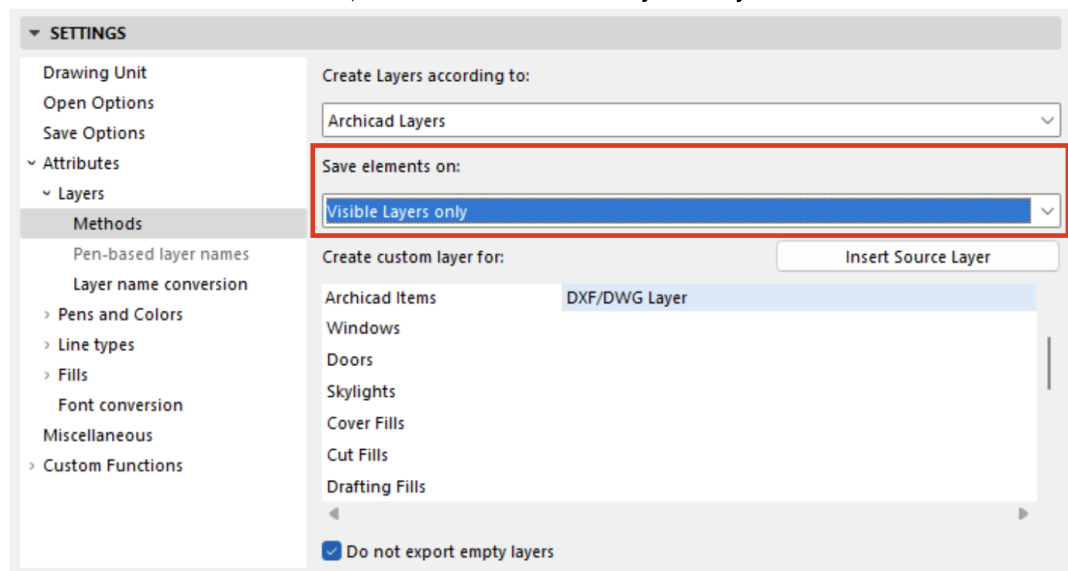 SETTINGS
Drawing Unit
Open Options
Save Options
Attributes
Layers
Methods
Pen-based layer names
Layer name conversion
Pens and Colors
Line types
Fills
Font conversion
Miscellaneous
Custom Functions
Create Layers according to:
Archicad Layers
Save elements on:
Visible Layers only
Create custom layer for:
Insert Source Layer
Archicad Items DXF/DWG Layer
Windows
Doors
Skylights
Cover Fills
Cut Fills
Drafting Fills
Do not export empty layers